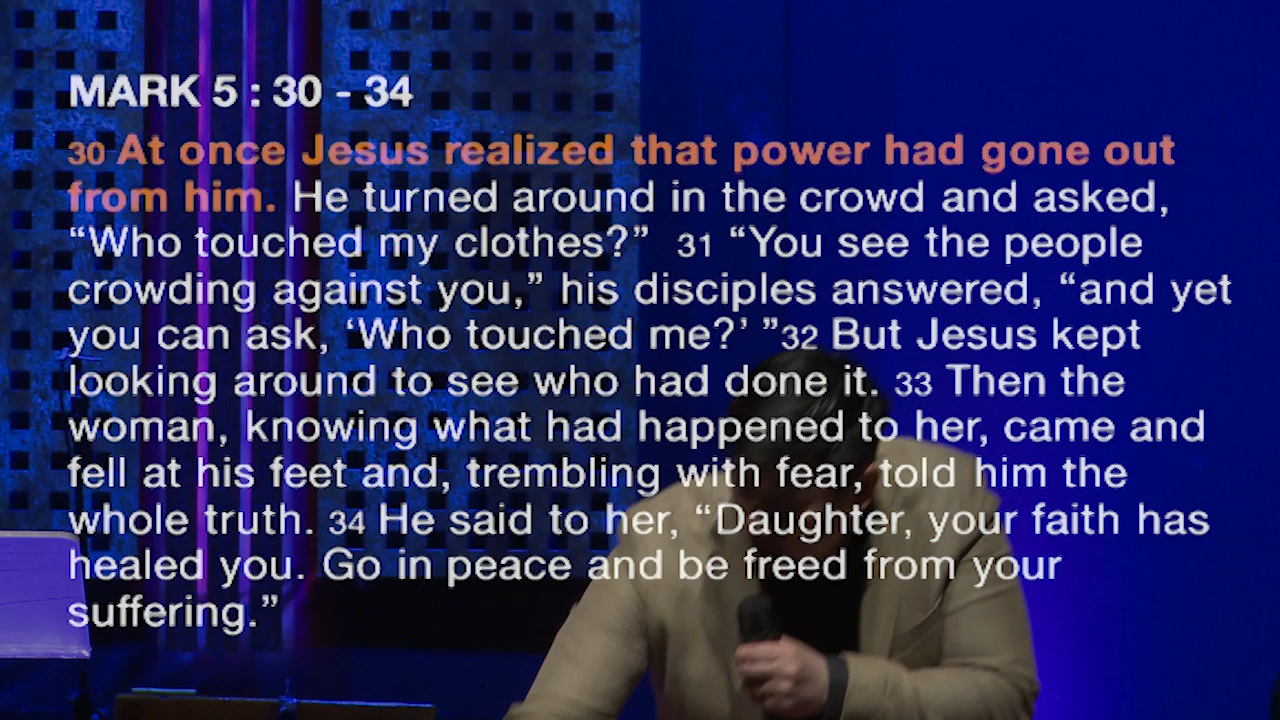 MARK 5 : 30 - 34
30 At once Jesus realized that power had gone out
from him. He turned around in the crowd and asked,
“Who touched my clothes?” 31 “You see the people
crowding against you,” his disciples answered, “and yet
you can ask, ‘Who touched me?’ ”32 But Jesus kept
looking around to see who had done it. 33 Then the
woman, knowing what had happened to her, came and
fell at his feet and, trembling with fear, told him the
whole truth. 34 He said to her, “Daughter, your faith has
healed you. Go in peace and be freed from your
suffering.”